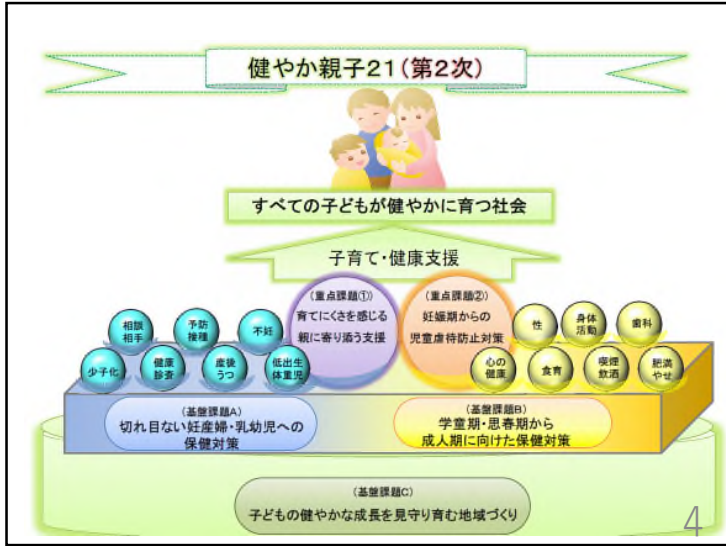 健やか親子21(第2次)
すべての子どもが健やかに育つ社会
子育て・健康支援
(重点課題①)
育てにくさを感じる
親に寄り添う支援
(重点課題②)
妊娠期からの
児童虐待防止対策
相談
相手
予防
接種
不妊
少子化
健康
診査
産後
うつ
低出生
体重児
性
身体
活動
歯科
心の
健康
食育
喫煙
飲酒
肥満
やせ
(基盤課題A)
切れ目ない妊産婦・乳幼児への
保健対策
(基盤課題B)
学童期・思春期から
成人期に向けた保健対策
(基盤課題C)
子どもの健やかな成長を見守り育む地域づくり
4